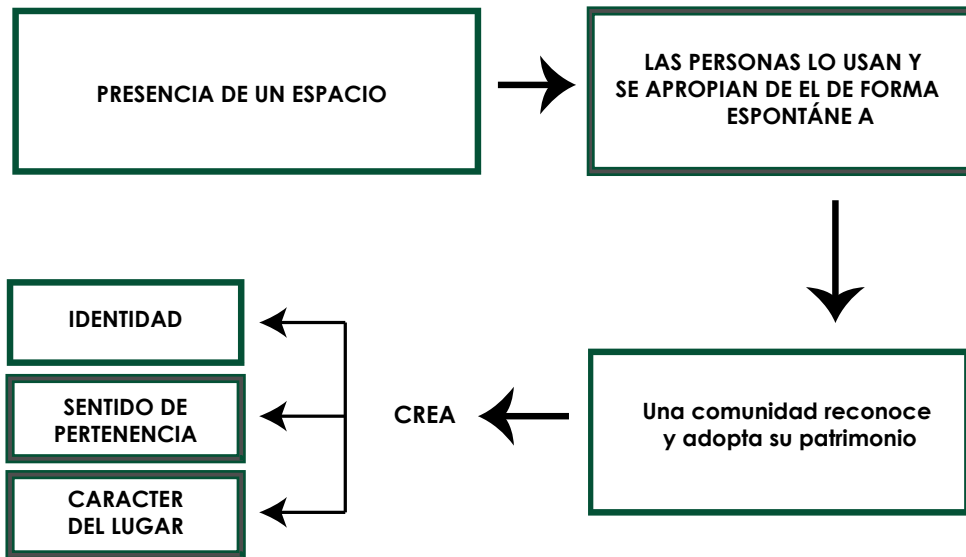 PRESENCIA DE UN ESPACIO
LAS PERSONAS LO USAN Y
SE APROPIAN DE EL DE FORMA
ESPONTÁNE A
Una comunidad reconoce
y adopta su patrimonio
CREA
IDENTIDAD
SENTIDO DE
PERTENENCIA
CARACTER
DEL LUGAR